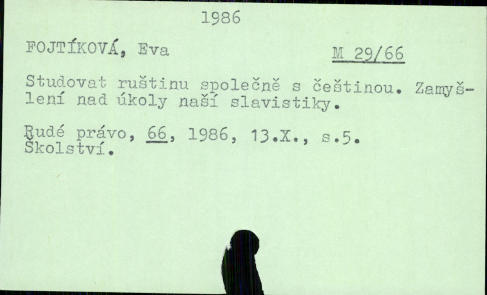 1986
FOJTÍKOVÁ, Eva M 29/66
Studovat ruštinu společně s češtinou. Zamyš-
lení nad úkoly naší slavistiky.
Rudé právo, 66, 1986, 13.X., s.5.
Školství.